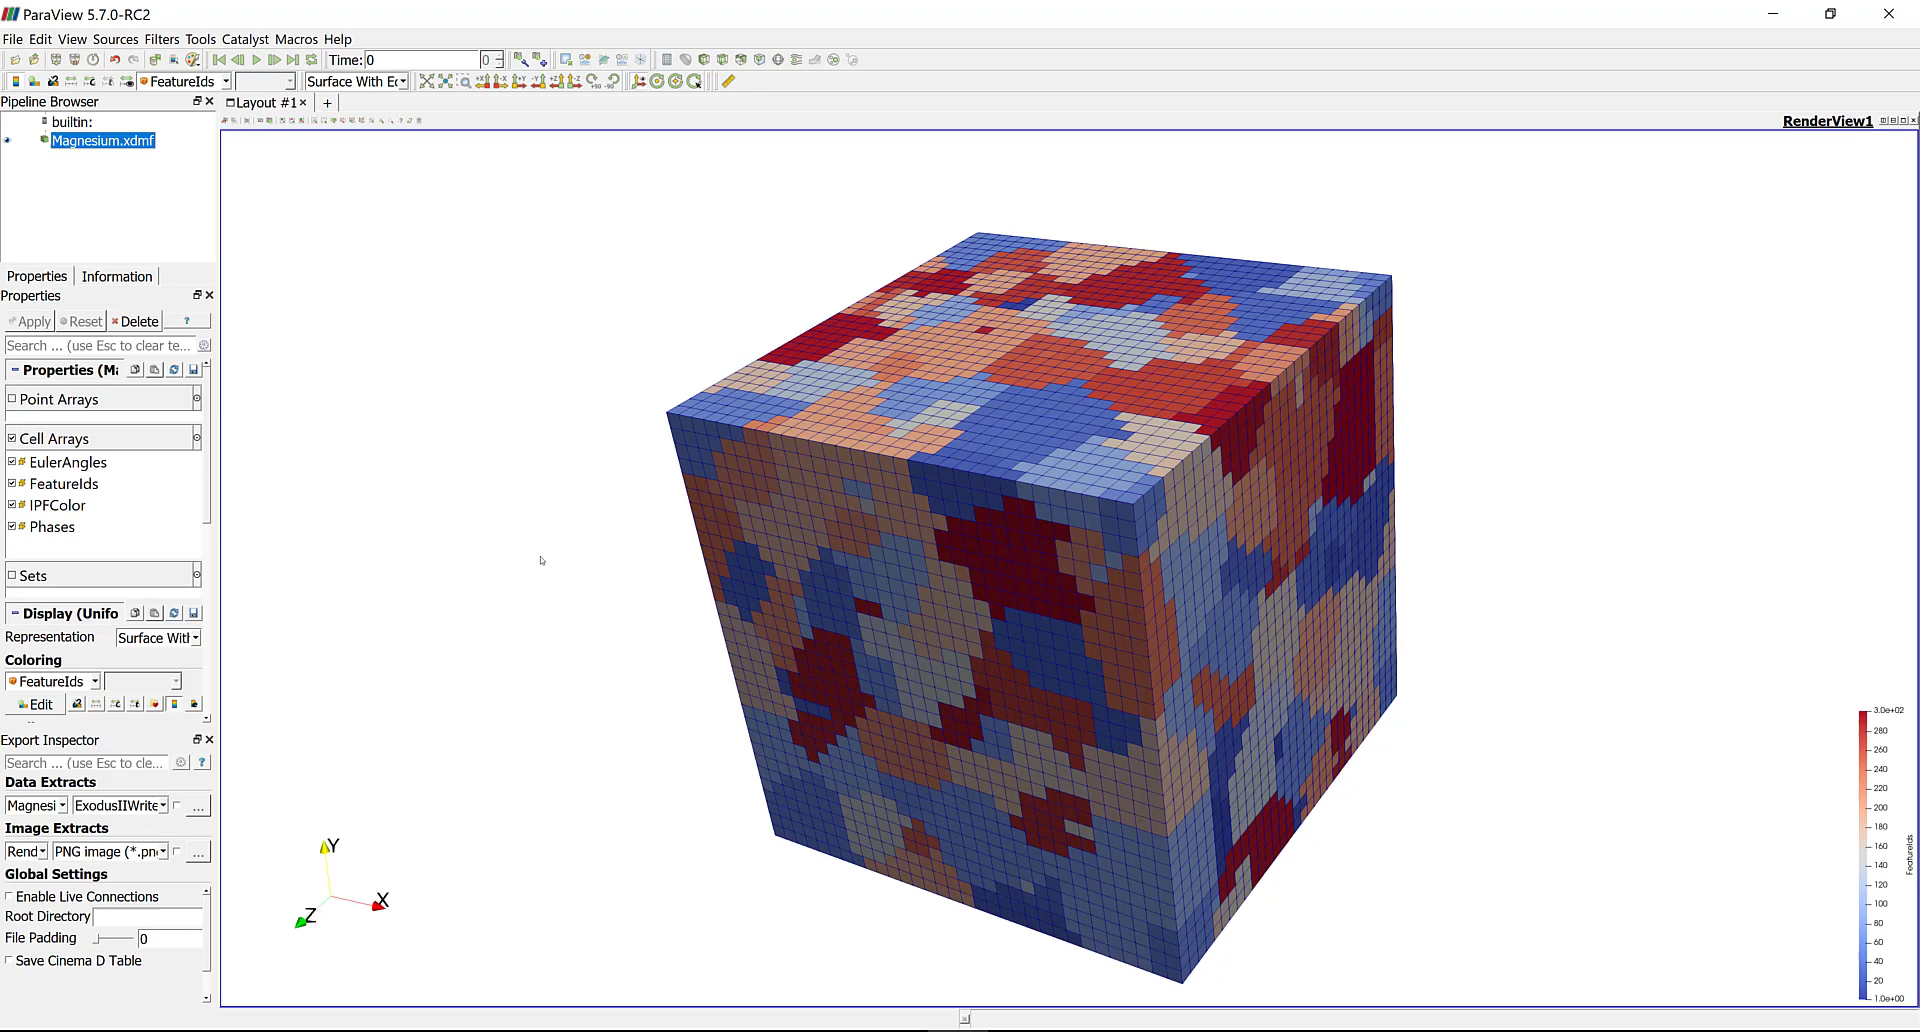 ParaView 5.7.0-RC2
File Edit View Sources Filters Tools Catalyst Macros Help
Time: 0 0
FeatureIds Surface With Ec +X -X +Y -Y +Z -Z +90 -90
Pipeline Browser
Layout #1 +
builtin:
RenderView1
Magnesium.xdmf
Properties Information
Properties
Apply Reset Delete ?
Search ... (use Esc to clear te...
Properties (Ma
Point Arrays
Cell Arrays
EulerAngles
FeatureIds
IPFColor
Phases
Sets
Display (Unifo
Representation Surface Witl
Coloring
FeatureIds
Edit
Export Inspector
Search ... (use Esc to cle... ?
Data Extracts
Magnesi ExodusIIWrite ...
Image Extracts
Rend PNG image (*.pn ...
Global Settings
Enable Live Connections
Root Directory
File Padding 0
Save Cinema D Table
Y
X
Z
3.0e+02
280
260
240
220
200
180
160
140
120
100
80
60
40
20
1.0e+00
FeatureIds